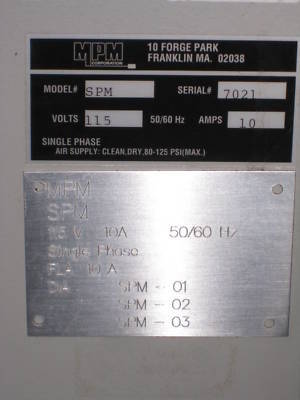 MPM
CORPORATION
10 FORGE PARK
FRANKLIN MA. 02038
MODEL# SPM SERIAL# 7021
VOLTS 115 50/60 Hz AMPS 10
SINGLE PHASE
AIR SUPPLY: CLEAN,DRY,80-125 PSI(MAX.)
MPM
SPM
115 V 10A 50/60 Hz
Single Phase
FLA 10 A
DIA SPM - 01
SPM - 02
SPM - 03